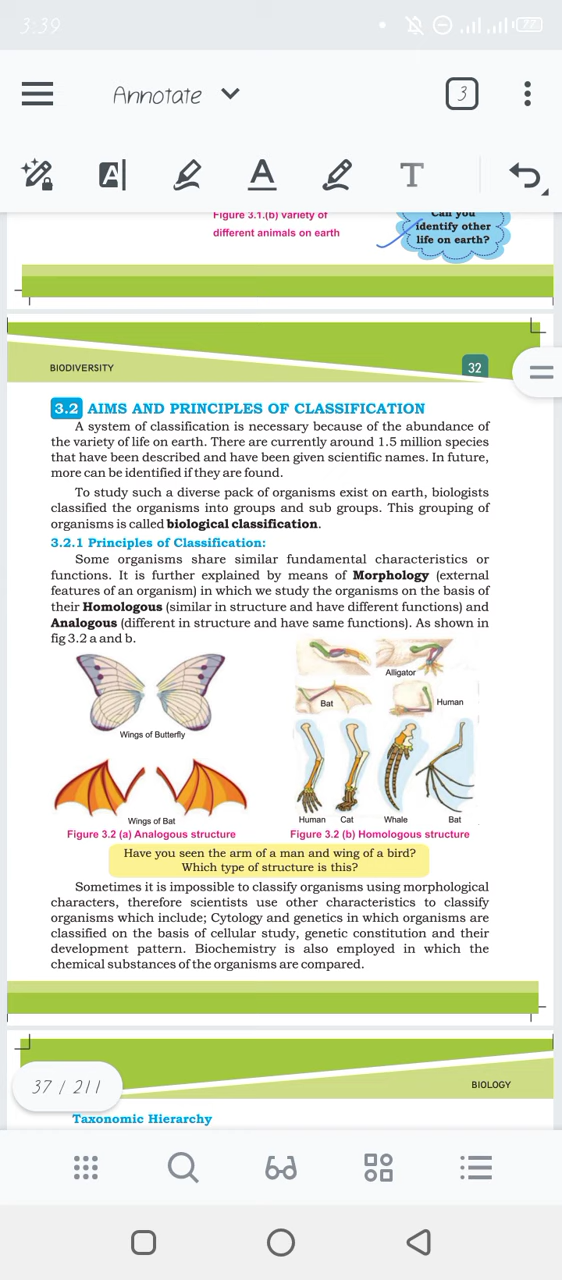 3:39
77
Annotate
3
A
A
T
Figure 3.1.(b) variety of
different animals on earth
Can you
identify other
life on earth?
BIODIVERSITY
32
3.2 AIMS AND PRINCIPLES OF CLASSIFICATION
A system of classification is necessary because of the abundance of
the variety of life on earth. There are currently around 1.5 million species
that have been described and have been given scientific names. In future,
more can be identified if they are found.
To study such a diverse pack of organisms exist on earth, biologists
classified the organisms into groups and sub groups. This grouping of
organisms is called biological classification.
3.2.1 Principles of Classification:
Some organisms share similar fundamental characteristics or
functions. It is further explained by means of Morphology (external
features of an organism) in which we study the organisms on the basis of
their Homologous (similar in structure and have different functions) and
Analogous (different in structure and have same functions). As shown in
fig 3.2 a and b.
Wings of Butterfly
Wings of Bat
Figure 3.2 (a) Analogous structure
Alligator
Bat
Human
Human Cat Whale Bat
Figure 3.2 (b) Homologous structure
Have you seen the arm of a man and wing of a bird?
Which type of structure is this?
Sometimes it is impossible to classify organisms using morphological
characters, therefore scientists use other characteristics to classify
organisms which include; Cytology and genetics in which organisms are
classified on the basis of cellular study, genetic constitution and their
development pattern. Biochemistry is also employed in which the
chemical substances of the organisms are compared.
37 / 211
BIOLOGY
Taxonomic Hierarchy